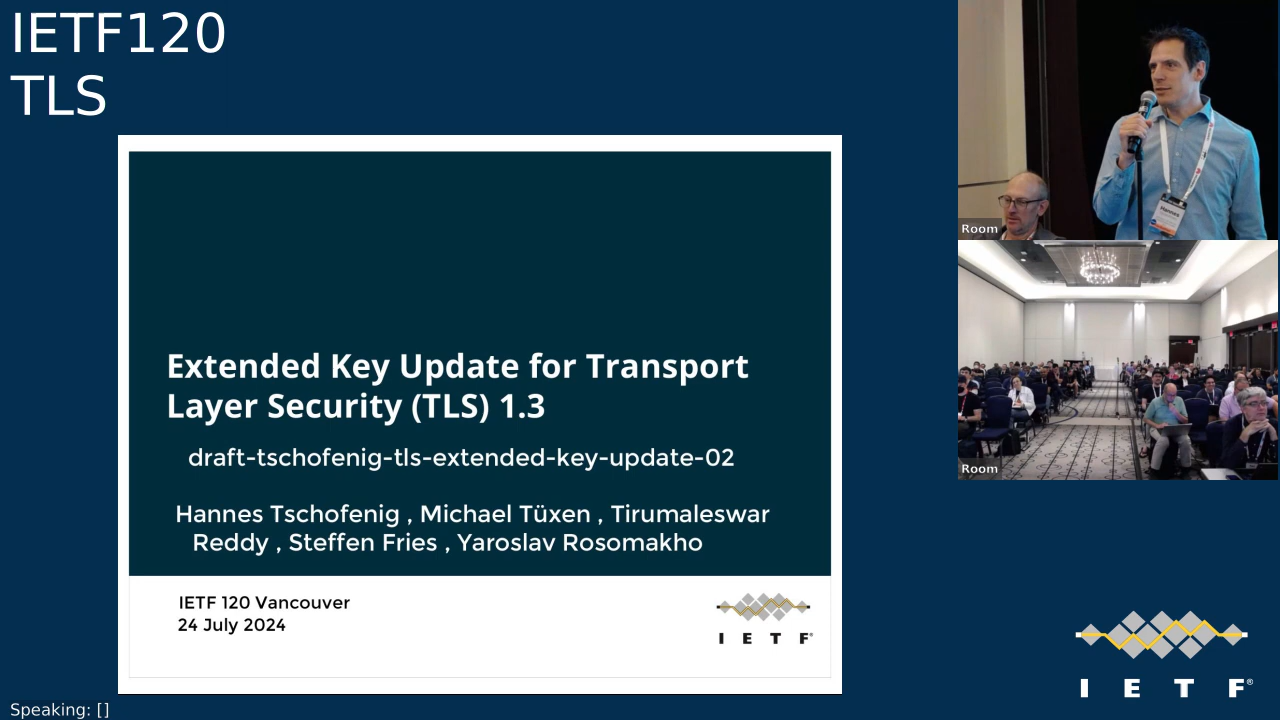 IETF120
TLS
Extended Key Update for Transport
Layer Security (TLS) 1.3
draft-tschofenig-tls-extended-key-update-02
Hannes Tschofenig , Michael Tüxen , Tirumaleswar
Reddy , Steffen Fries , Yaroslav Rosomakho
IETF 120 Vancouver
24 July 2024
I E T F®
Hannes
Room
Room
I E T F®
Speaking: []